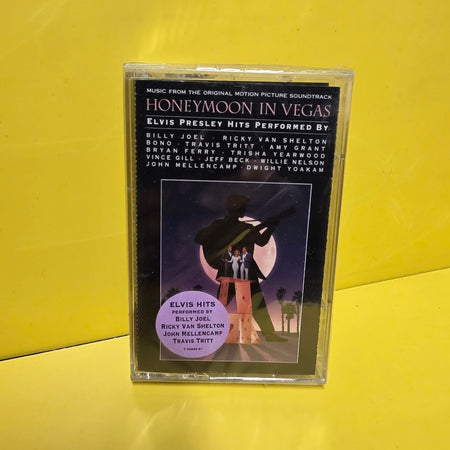 MUSIC FROM THE ORIGINAL MOTION PICTURE SOUNDTRACK
HONEYMOON IN VEGAS
ELVIS PRESLEY HITS PERFORMED BY
BILLY JOEL · RICKY VAN SHELTON
BONO · TRAVIS TRITT · AMY GRANT
BRYAN FERRY · TRISHA YEARWOOD
VINCE GILL · JEFF BECK · WILLIE NELSON
JOHN MELLENCAMP · DWIGHT YOAKAM
ELVIS HITS
PERFORMED BY
BILLY JOEL
RICKY VAN SHELTON
JOHN MELLENCAMP
TRAVIS TRITT